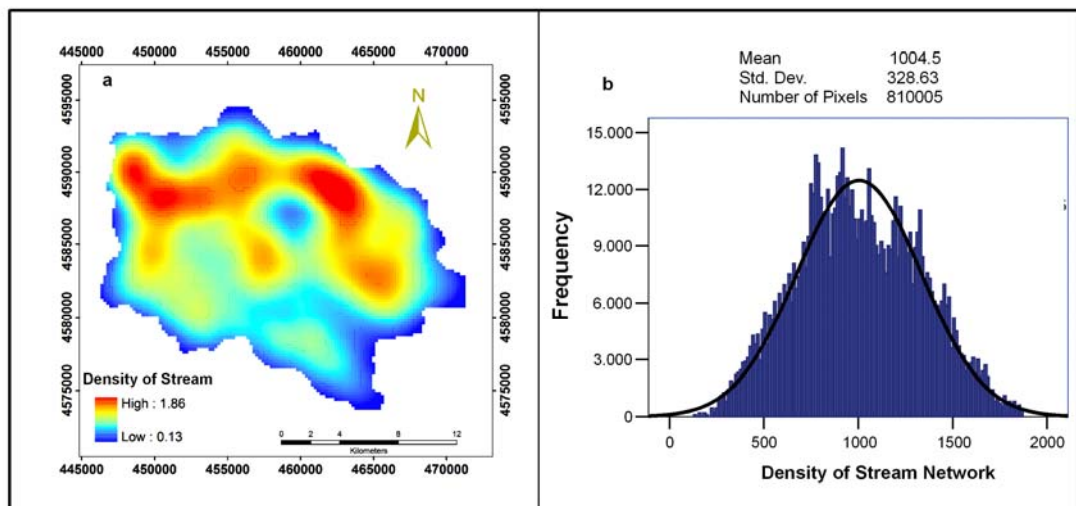 445000 450000 455000 460000 465000 470000
a
N
4595000
4590000
4585000
4580000
4575000
4595000
4590000
4585000
4580000
4575000
Density of Stream
High : 1.86
Low : 0.13
0 2 4 8 12
Kilometers
445000 450000 455000 460000 465000 470000
b
Mean 1004.5
Std. Dev. 328.63
Number of Pixels 810005
15.000
12.000
9.000
6.000
3.000
0
Frequency
0 500 1000 1500 2000
Density of Stream Network